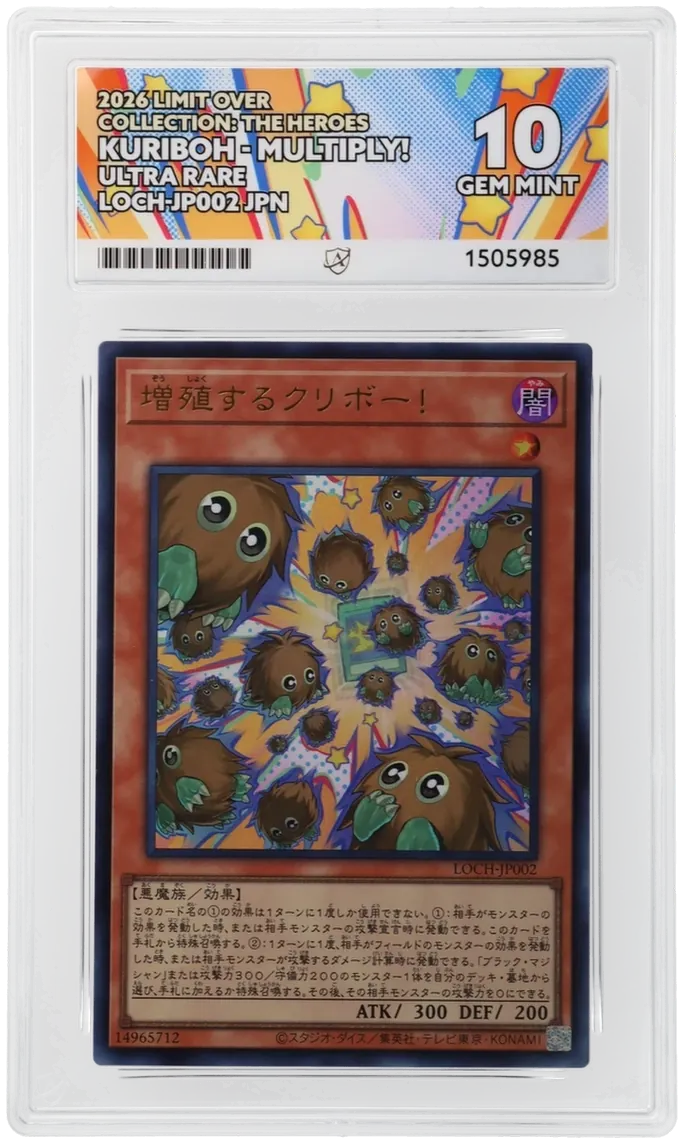 2026 LIMIT OVER
COLLECTION: THE HEROES
KURIBOH - MULTIPLY!
ULTRA RARE
LOCH-JP002 JPN
10
GEM MINT
1505985
ぞう しょく
増殖するクリボー!
やみ
闇
LOCH-JP002
【悪魔族/効果】
このカード名の①の効果は1ターンに1度しか使用できない。①:相手がモンスターの
効果を発動した時、または相手モンスターの攻撃宣言時に発動できる。このカードを
手札から特殊召喚する。②:1ターンに1度、相手がフィールドのモンスターの効果を発動
した時、または相手モンスターが攻撃するダメージ計算時に発動できる。「ブラック・マジ
シャン」または攻撃力300/守備力200のモンスター1体を自分のデッキ・墓地から
選び、手札に加えるか特殊召喚する。その後、その相手モンスターの攻撃力を0にできる。
ATK/ 300 DEF/ 200
14965712
©スタジオ・ダイス/集英社・テレビ東京・KONAMI